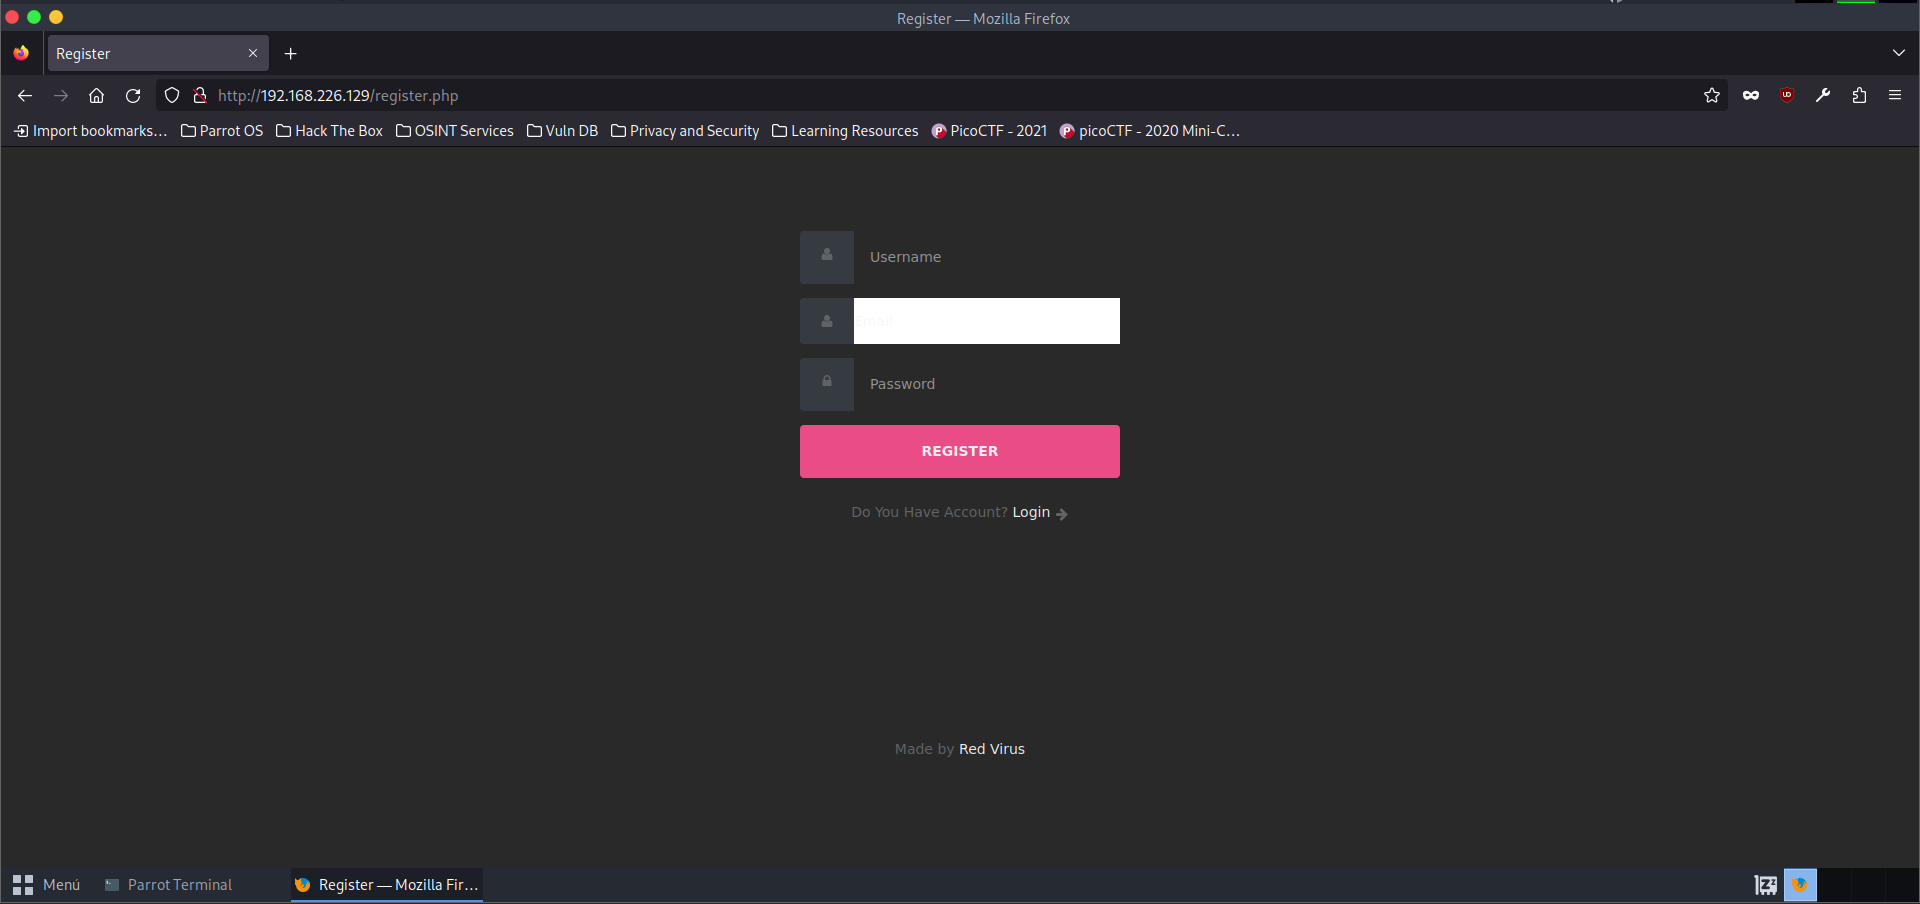 Register — Mozilla Firefox
Register
http://192.168.226.129/register.php
Import bookmarks… Parrot OS Hack The Box OSINT Services Vuln DB Privacy and Security Learning Resources PicoCTF - 2021 picoCTF - 2020 Mini-C…
Username
Email
Password
REGISTER
Do You Have Account? Login
Made by Red Virus
Menú Parrot Terminal Register — Mozilla Fir…